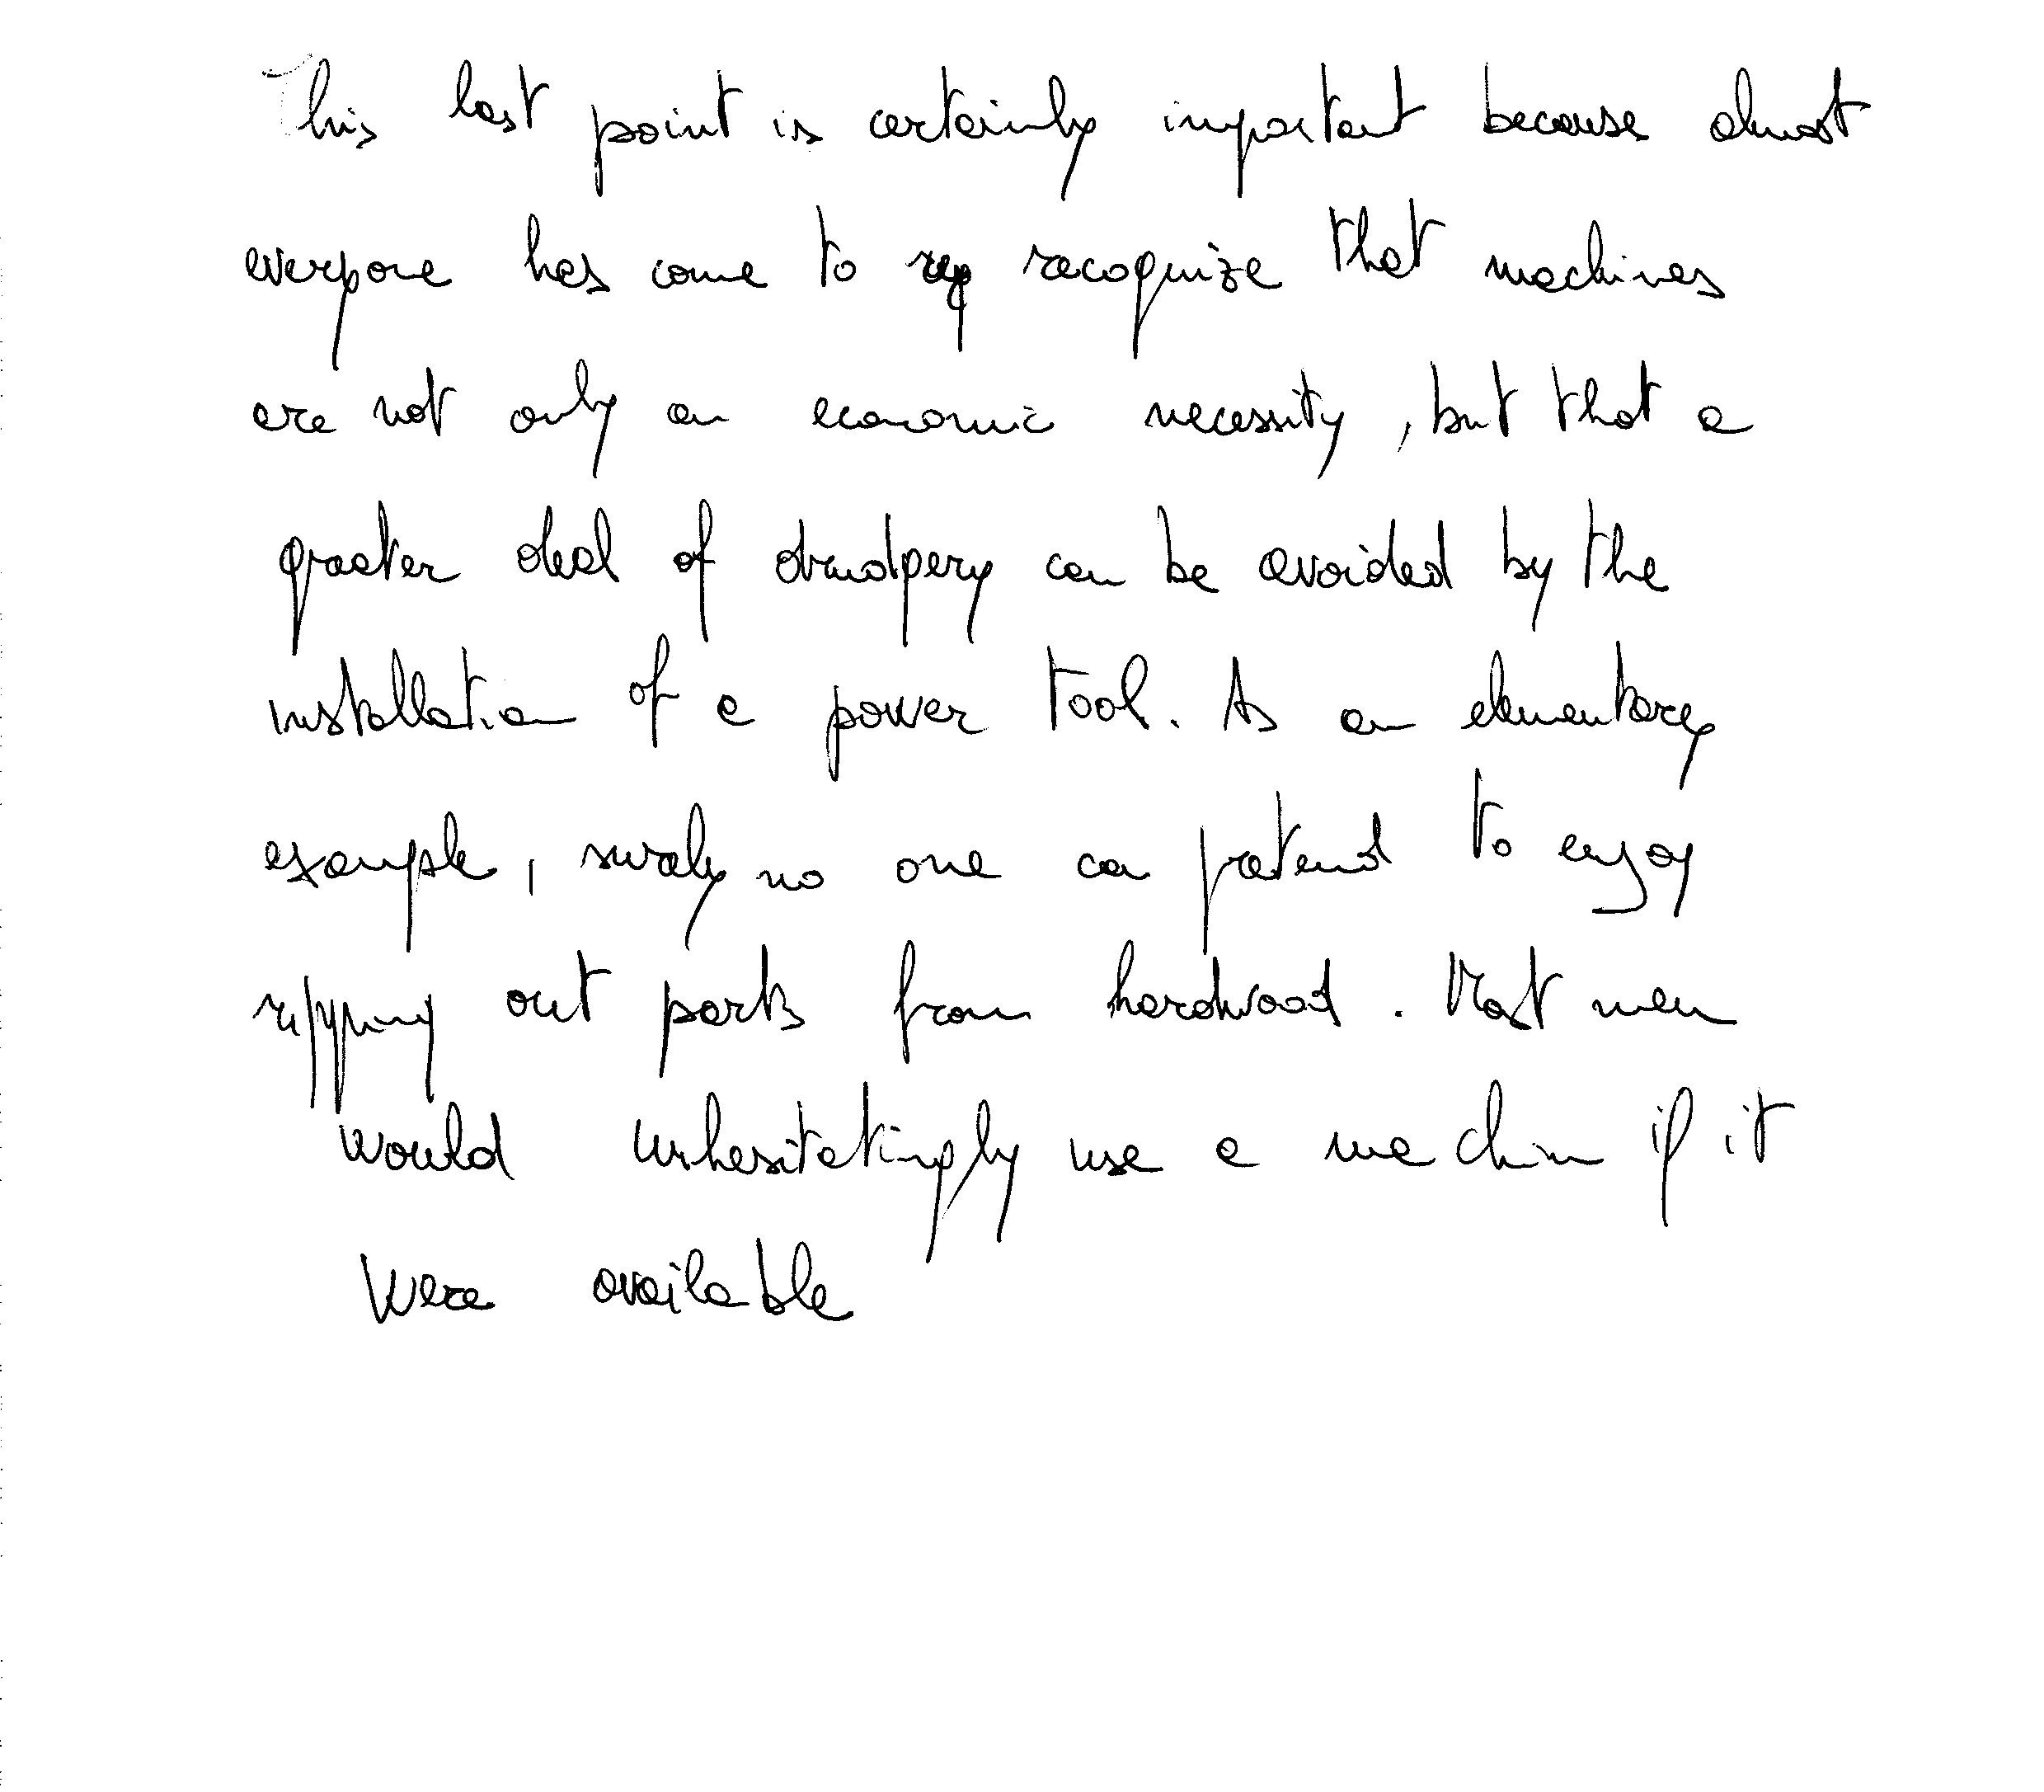 This last point is certainly important because almost
everyone has come to reg recognize that machines
are not only an economic necessity, but that a
greater deal of drudgery can be avoided by the
installation of a power tool. As an elementary
example, surely no one can pretend to enjoy
ripping out parts from hardwood. Most men
would unhesitatingly use a machine if it
were available